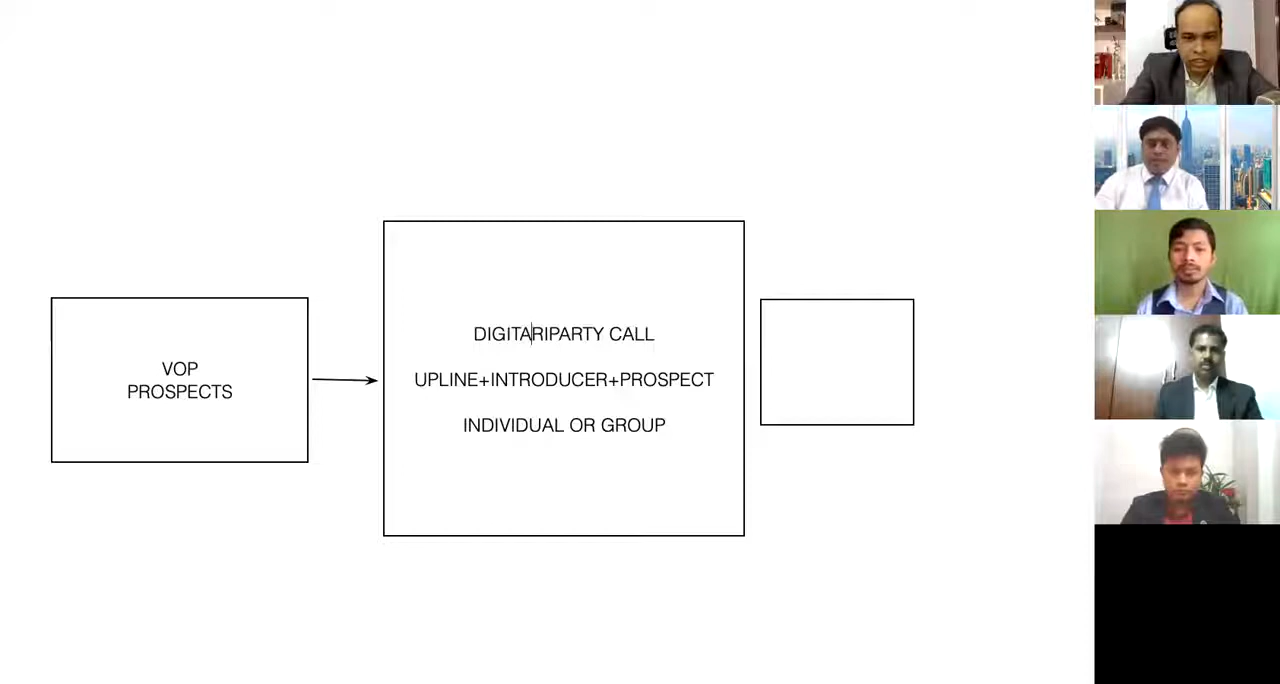 VOP
PROSPECTS
DIGITARIPARTY CALL
UPLINE+INTRODUCER+PROSPECT
INDIVIDUAL OR GROUP